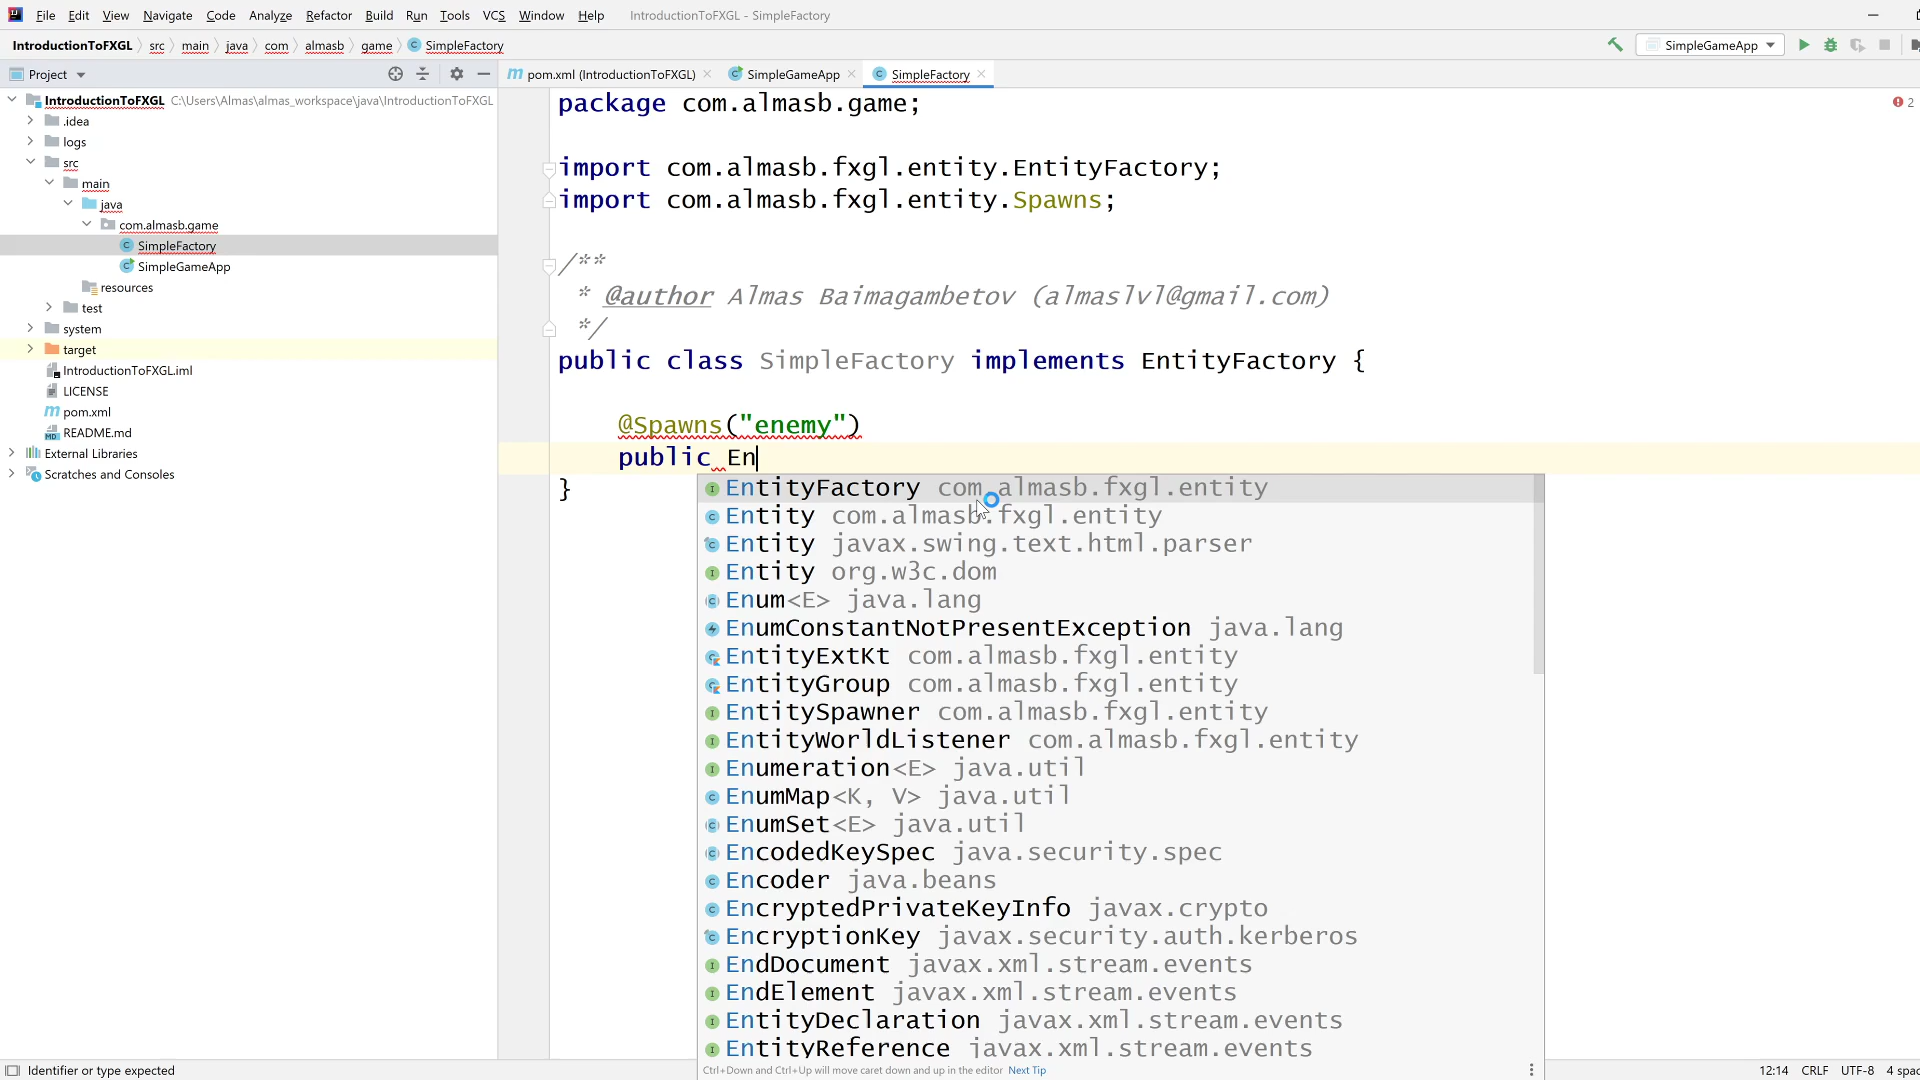 File Edit View Navigate Code Analyze Refactor Build Run Tools VCS Window Help IntroductionToFXGL - SimpleFactory
IntroductionToFXGL src main java com almasb game SimpleFactory SimpleGameApp
Project pom.xml (IntroductionToFXGL) SimpleGameApp SimpleFactory
IntroductionToFXGL C:\Users\Almas\almas_workspace\java\IntroductionToFXGL
.idea
logs
src
main
java
com.almasb.game
SimpleFactory
SimpleGameApp
resources
test
system
target
IntroductionToFXGL.iml
LICENSE
pom.xml
README.md
External Libraries
Scratches and Consoles
package com.almasb.game;
2
import com.almasb.fxgl.entity.EntityFactory;
import com.almasb.fxgl.entity.Spawns;
/**
* @author Almas Baimagambetov (almaslvl@gmail.com)
*/
public class SimpleFactory implements EntityFactory {
@Spawns("enemy")
public En
}
EntityFactory com.almasb.fxgl.entity
Entity com.almasb.fxgl.entity
Entity javax.swing.text.html.parser
Entity org.w3c.dom
Enum<E> java.lang
EnumConstantNotPresentException java.lang
EntityExtKt com.almasb.fxgl.entity
EntityGroup com.almasb.fxgl.entity
EntitySpawner com.almasb.fxgl.entity
EntityWorldListener com.almasb.fxgl.entity
Enumeration<E> java.util
EnumMap<K, V> java.util
EnumSet<E> java.util
EncodedKeySpec java.security.spec
Encoder java.beans
EncryptedPrivateKeyInfo javax.crypto
EncryptionKey javax.security.auth.kerberos
EndDocument javax.xml.stream.events
EndElement javax.xml.stream.events
EntityDeclaration javax.xml.stream.events
EntityReference javax.xml.stream.events
Ctrl+Down and Ctrl+Up will move caret down and up in the editor Next Tip
Identifier or type expected 12:14 CRLF UTF-8 4 spac